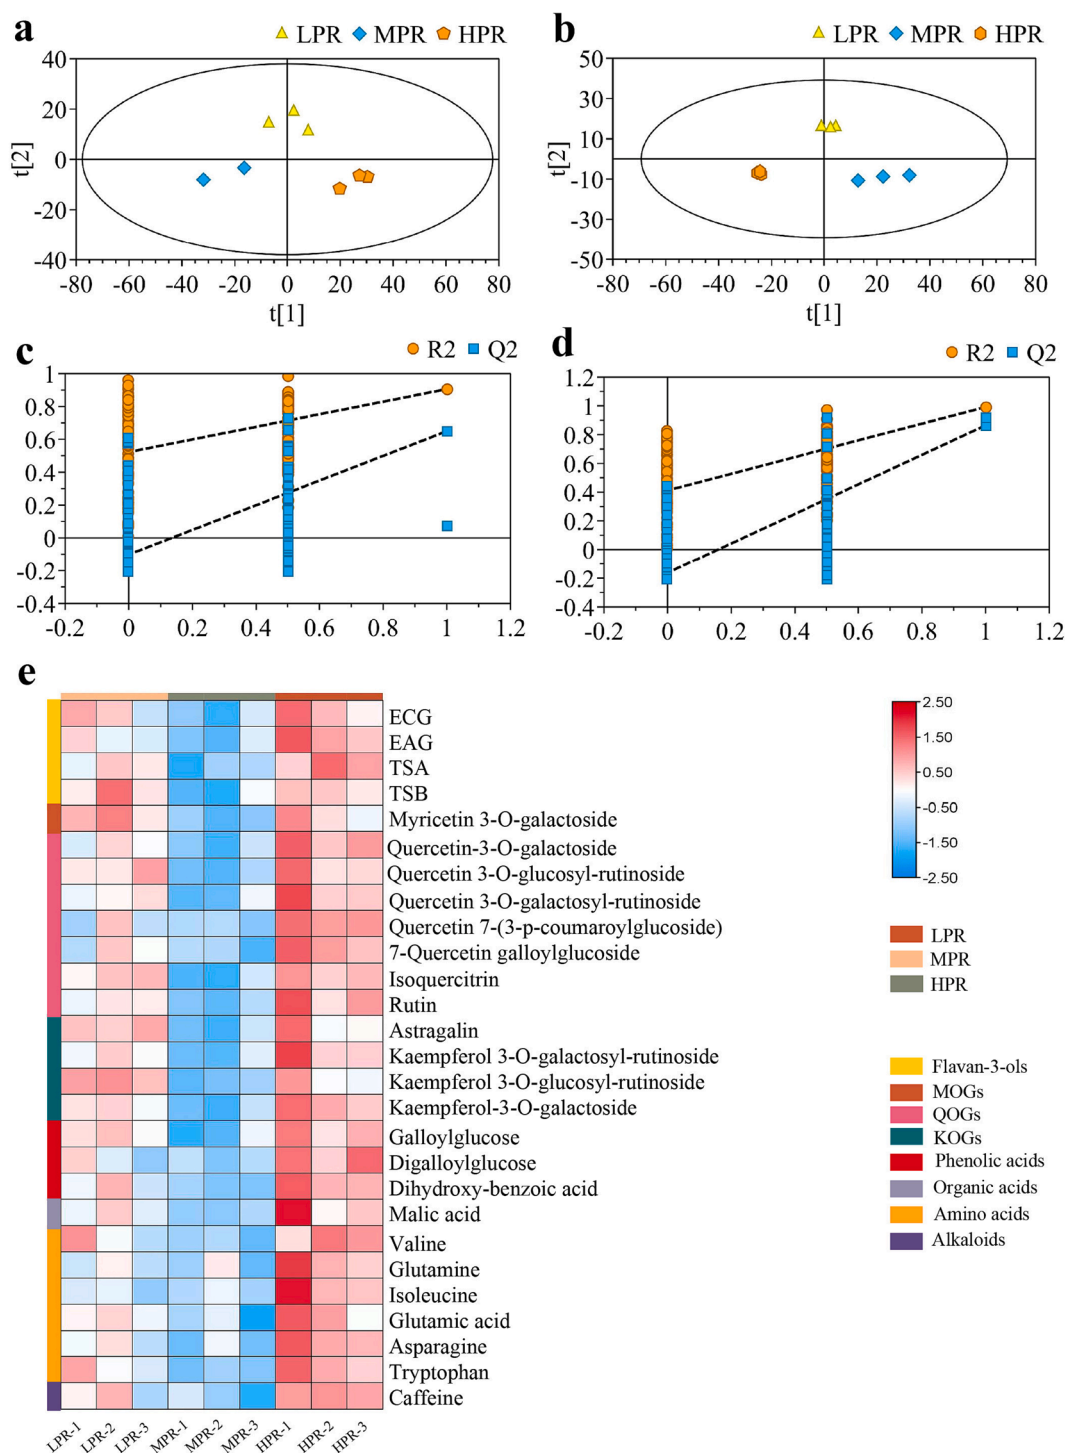 a
LPR MPR HPR
40
20
0
-20
-40
t[2]
-80 -60 -40 -20 0 20 40 60 80
t[1]
b
LPR MPR HPR
50
30
10
-10
-30
-50
t[2]
-80 -60 -40 -20 0 20 40 60 80
t[1]
c
R2 Q2
1
0.8
0.6
0.4
0.2
0
-0.2
-0.4
-0.2 0 0.2 0.4 0.6 0.8 1 1.2
d
R2 Q2
1.2
1
0.8
0.6
0.4
0.2
0
-0.2
-0.4
-0.2 0 0.2 0.4 0.6 0.8 1 1.2
e
ECG
EAG
TSA
TSB
Myricetin 3-O-galactoside
Quercetin-3-O-galactoside
Quercetin 3-O-glucosyl-rutinoside
Quercetin 3-O-galactosyl-rutinoside
Quercetin 7-(3-p-coumaroylglucoside)
7-Quercetin galloylglucoside
Isoquercitrin
Rutin
Astragalin
Kaempferol 3-O-galactosyl-rutinoside
Kaempferol 3-O-glucosyl-rutinoside
Kaempferol-3-O-galactoside
Galloylglucose
Digalloylglucose
Dihydroxy-benzoic acid
Malic acid
Valine
Glutamine
Isoleucine
Glutamic acid
Asparagine
Tryptophan
Caffeine
LPR-1 LPR-2 LPR-3 MPR-1 MPR-2 MPR-3 HPR-1 HPR-2 HPR-3
2.50
1.50
0.50
-0.50
-1.50
-2.50
LPR
MPR
HPR
Flavan-3-ols
MOGs
QOGs
KOGs
Phenolic acids
Organic acids
Amino acids
Alkaloids